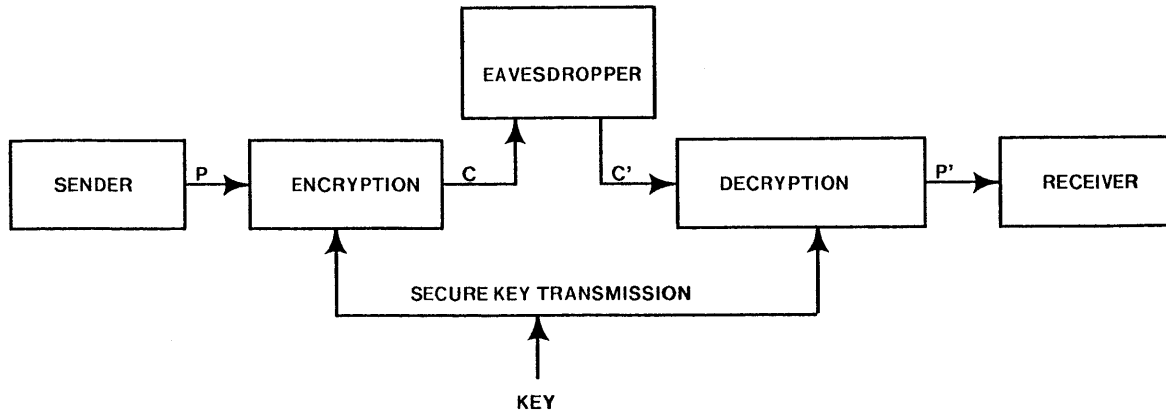 EAVESDROPPER
SENDER
P
ENCRYPTION
C
C'
DECRYPTION
P'
RECEIVER
SECURE KEY TRANSMISSION
KEY